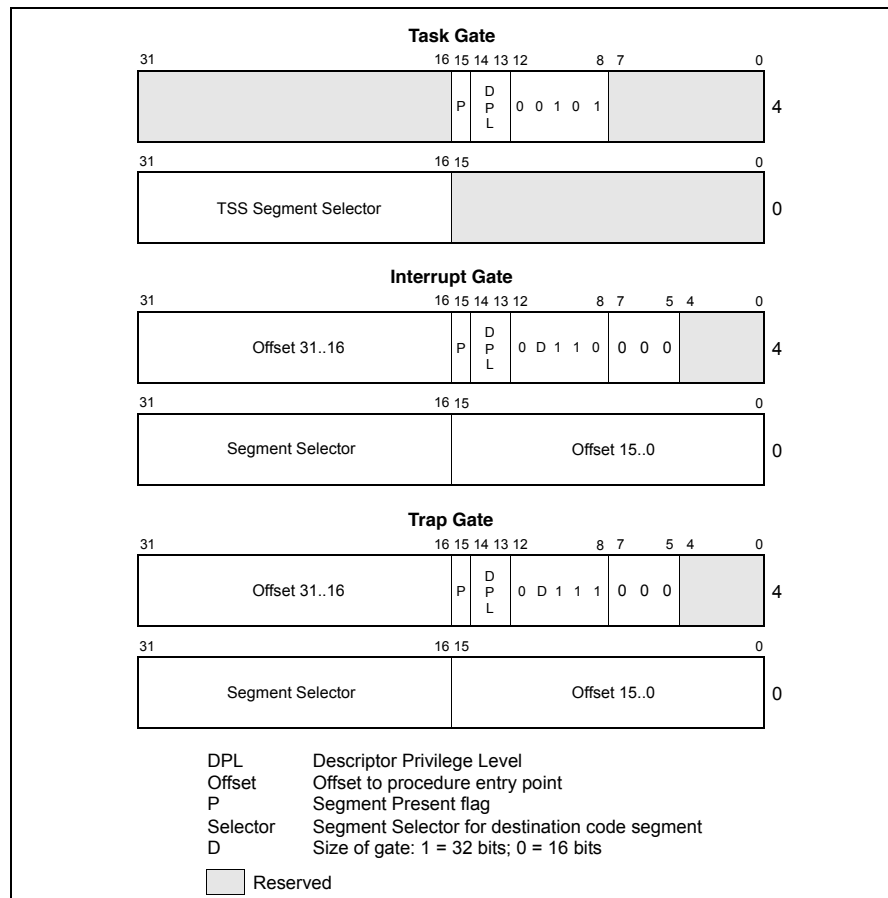 Task Gate
31 16 15 14 13 12 8 7 0
P D P L 0 0 1 0 1 4
31 16 15 0
TSS Segment Selector 0
Interrupt Gate
31 16 15 14 13 12 8 7 5 4 0
Offset 31..16 P D P L 0 D 1 1 0 0 0 0 4
31 16 15 0
Segment Selector Offset 15..0 0
Trap Gate
31 16 15 14 13 12 8 7 5 4 0
Offset 31..16 P D P L 0 D 1 1 1 0 0 0 4
31 16 15 0
Segment Selector Offset 15..0 0
DPL Descriptor Privilege Level
Offset Offset to procedure entry point
P Segment Present flag
Selector Segment Selector for destination code segment
D Size of gate: 1 = 32 bits; 0 = 16 bits
Reserved